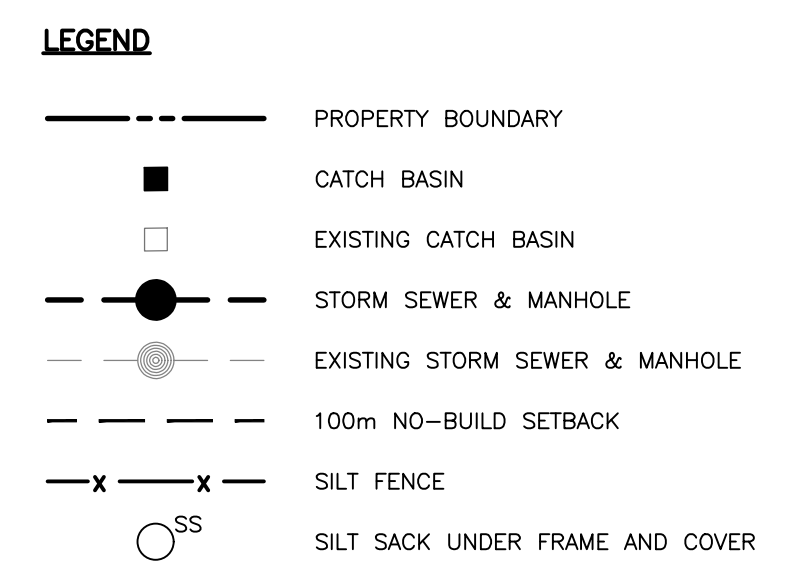 LEGEND
PROPERTY BOUNDARY
CATCH BASIN
EXISTING CATCH BASIN
STORM SEWER & MANHOLE
EXISTING STORM SEWER & MANHOLE
100m NO-BUILD SETBACK
x x SILT FENCE
SS
SILT SACK UNDER FRAME AND COVER